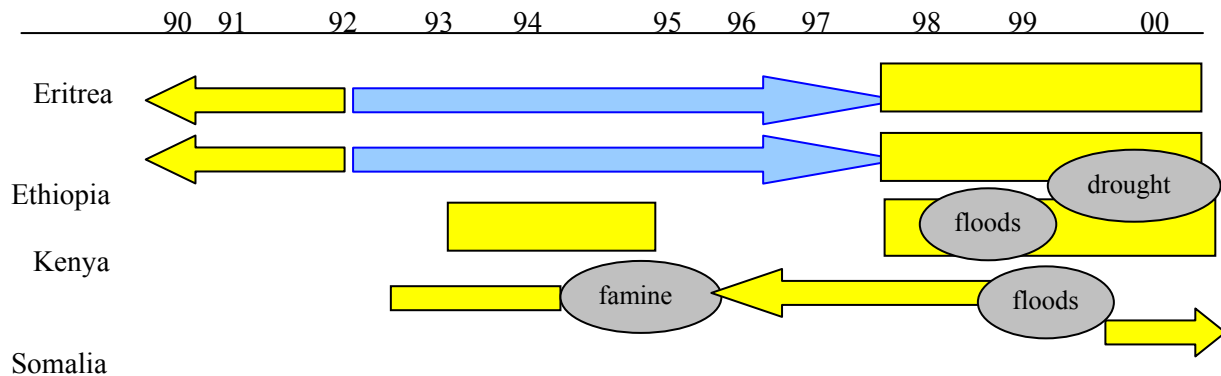 90 91 92 93 94 95 96 97 98 99 00
Eritrea
Ethiopia
drought
floods
Kenya
famine
floods
Somalia